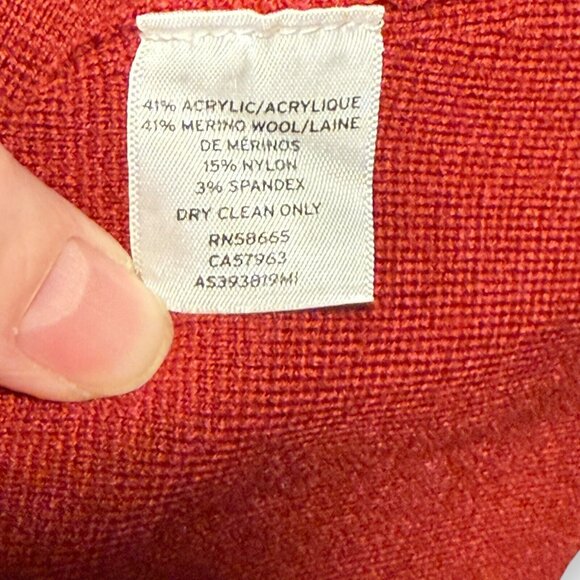 41% ACRYLIC/ACRYLIQUE
41% MERINO WOOL/LAINE
DE MÉRINOS
15% NYLON
3% SPANDEX
DRY CLEAN ONLY
RN58665
CA57963
AS393819MI